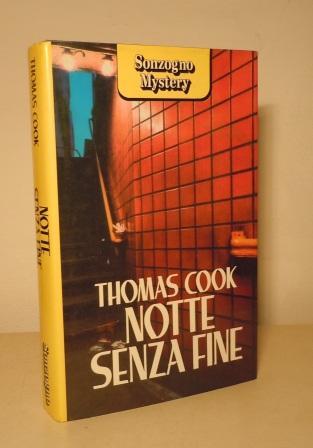 Sonzogno
Mystery
THOMAS COOK
NOTTE
SENZA FINE
THOMAS COOK
NOTTE
SENZA FINE